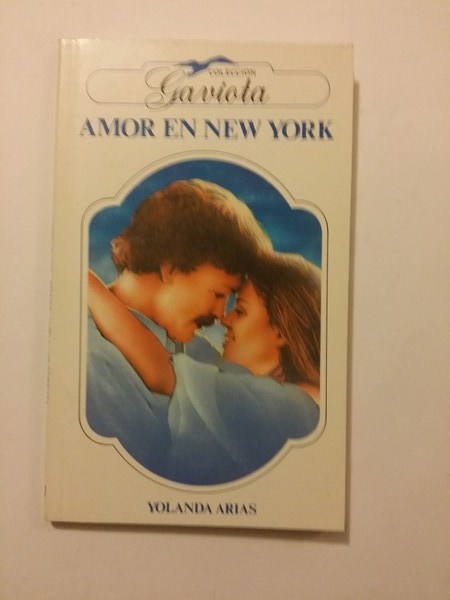 COLECCIÓN
Gaviota
AMOR EN NEW YORK
YOLANDA ARIAS